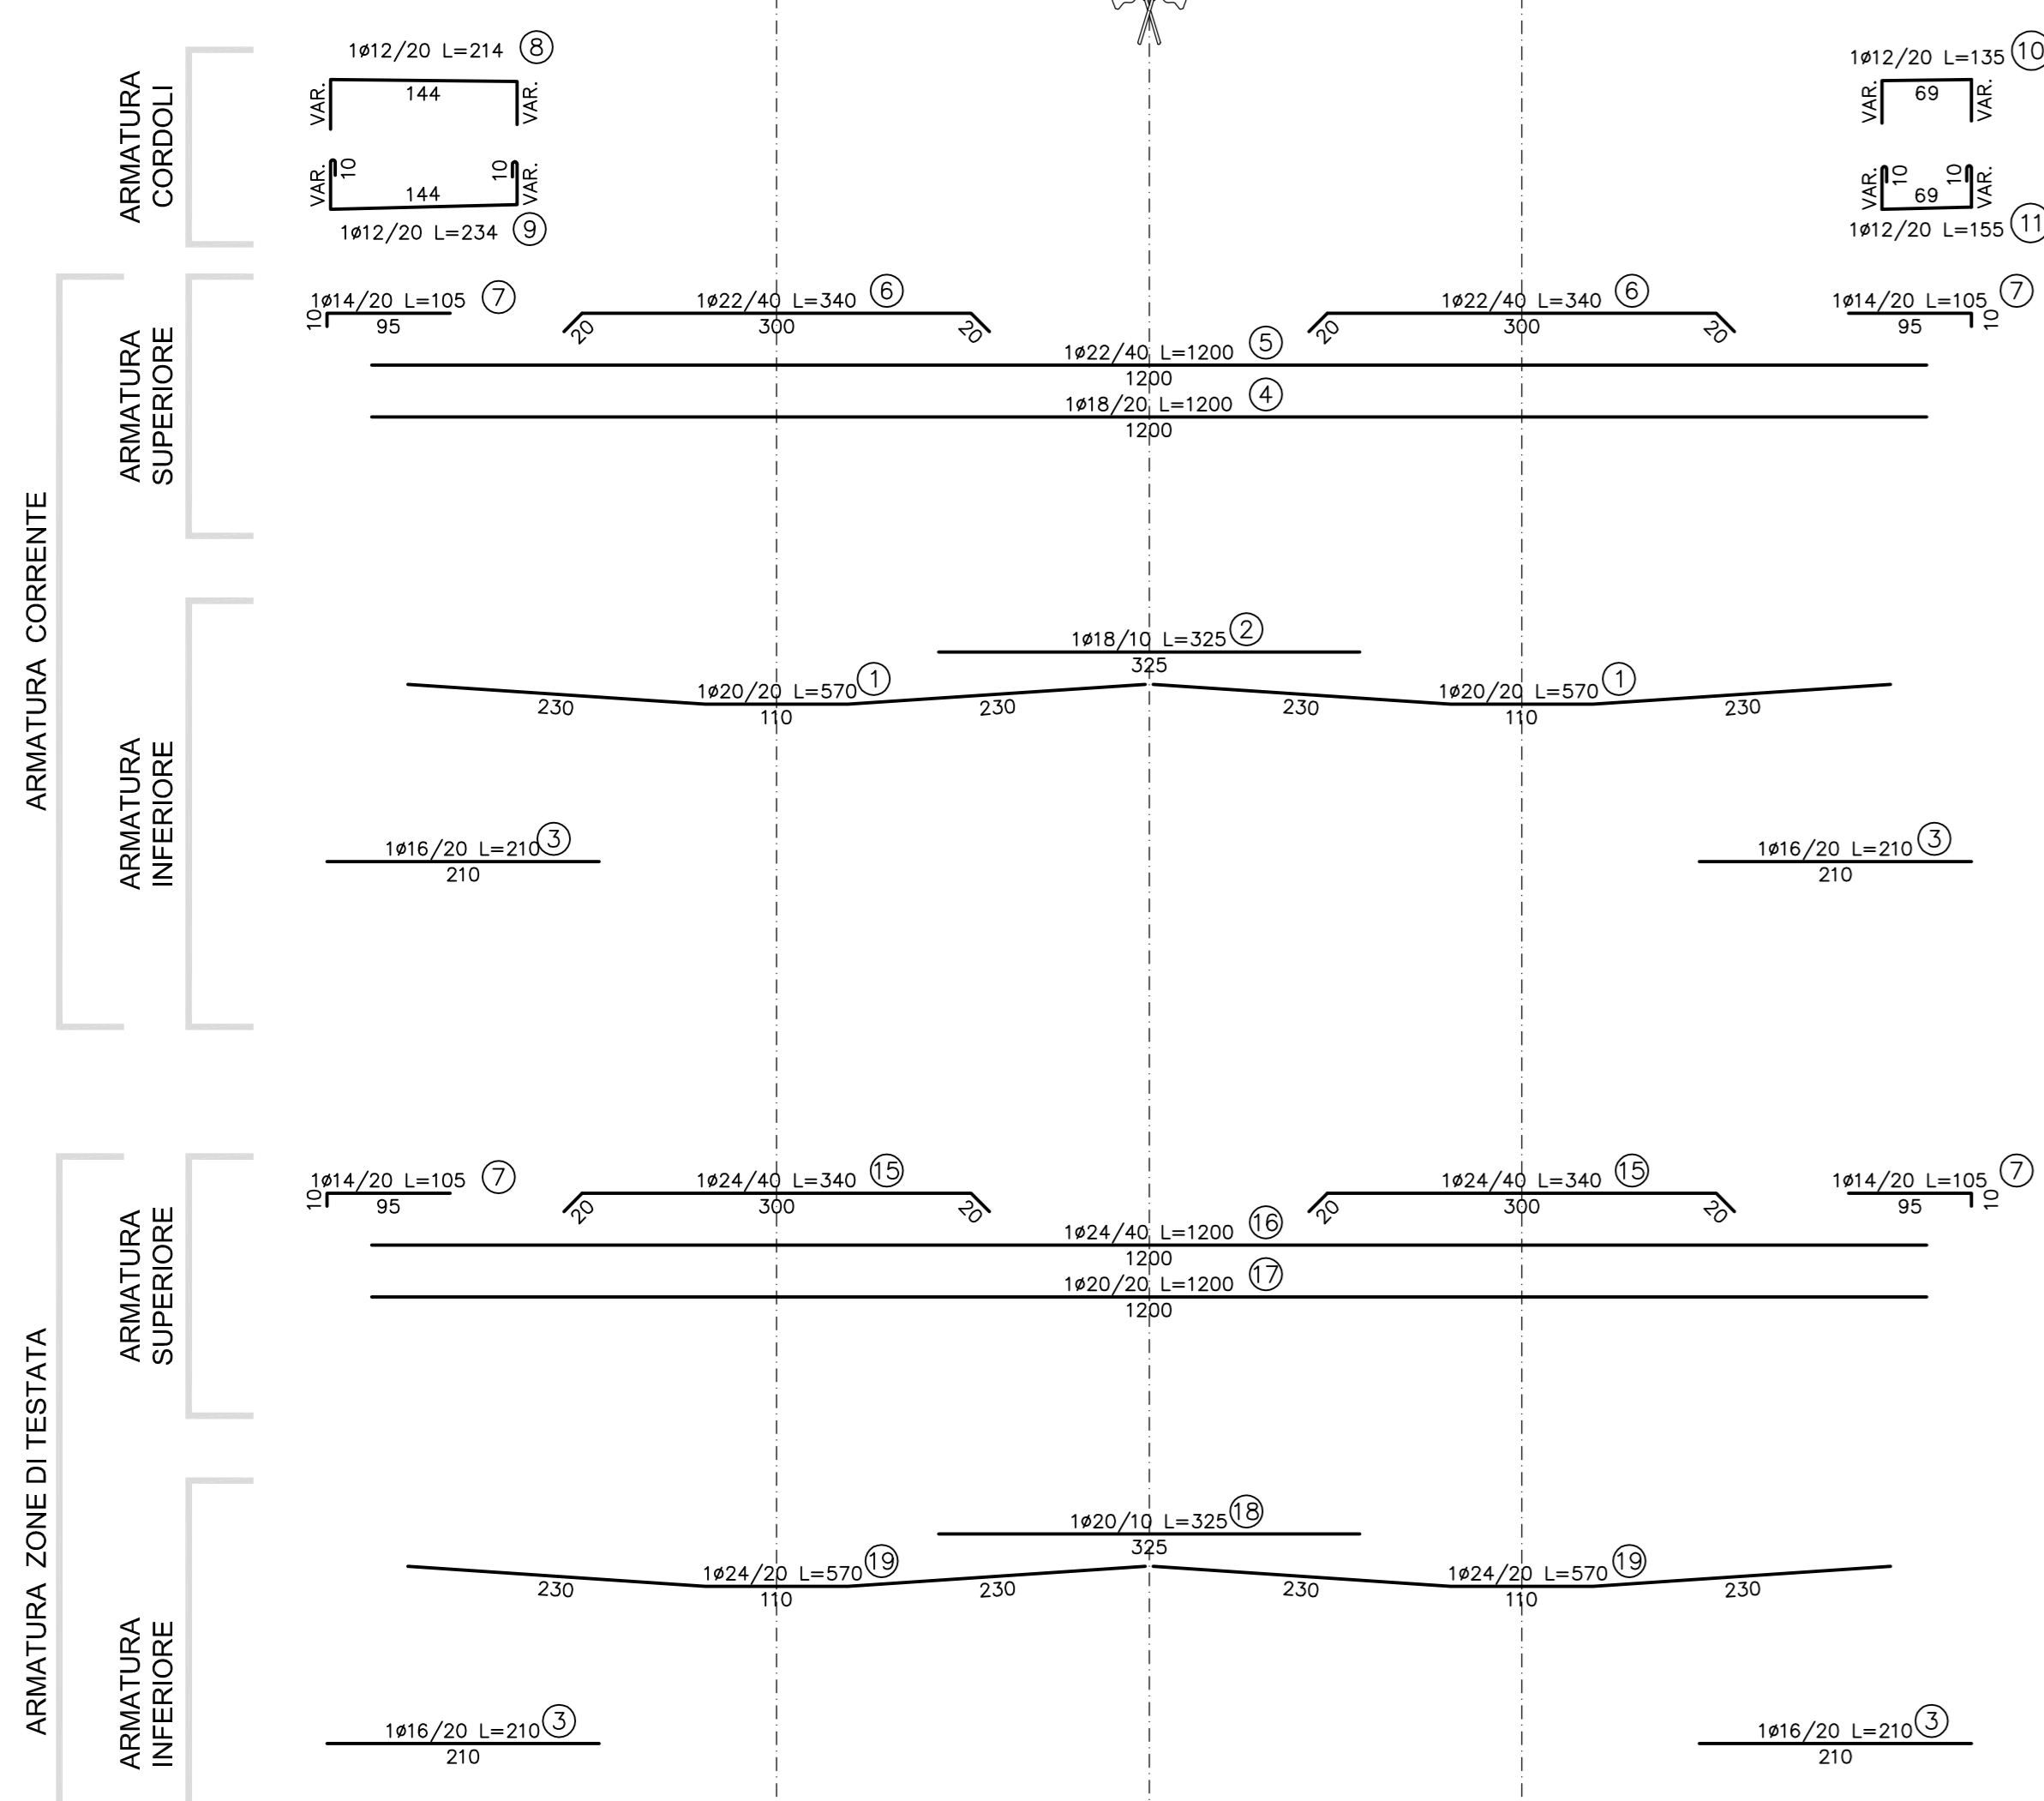 ARMATURA
CORDOLI
1ø12/20 L=214 8
VAR.
144
VAR.
VAR.
10
144
10
VAR.
1ø12/20 L=234 9
1ø12/20 L=135 10
VAR.
69
VAR.
VAR.
10
69
10
VAR.
1ø12/20 L=155 11
ARMATURA CORRENTE
ARMATURA
SUPERIORE
1ø14/20 L=105 7
10
95
1ø22/40 L=340 6
20
300
20
1ø22/40 L=340 6
20
300
20
1ø14/20 L=105 7
95
10
1ø22/40 L=1200 5
1200
1ø18/20 L=1200 4
1200
ARMATURA
INFERIORE
1ø18/10 L=325 2
325
1ø20/20 L=570 1
230
110
230
1ø20/20 L=570 1
230
110
230
1ø16/20 L=210 3
210
1ø16/20 L=210 3
210
ARMATURA ZONE DI TESTATA
ARMATURA
SUPERIORE
1ø14/20 L=105 7
10
95
1ø24/40 L=340 15
20
300
20
1ø24/40 L=340 15
20
300
20
1ø14/20 L=105 7
95
10
1ø24/40 L=1200 16
1200
1ø20/20 L=1200 17
1200
ARMATURA
INFERIORE
1ø20/10 L=325 18
325
1ø24/20 L=570 19
230
110
230
1ø24/20 L=570 19
230
110
230
1ø16/20 L=210 3
210
1ø16/20 L=210 3
210